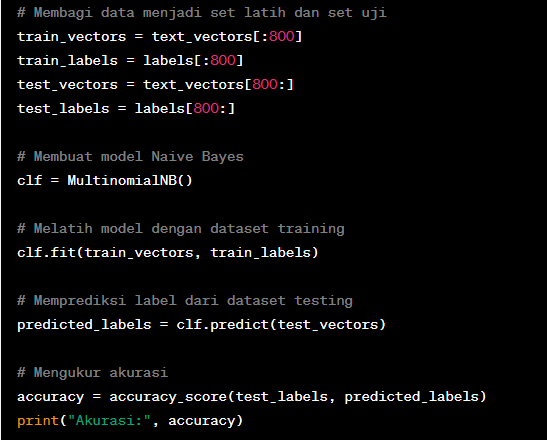 # Membagi data menjadi set latih dan set uji
train_vectors = text_vectors[:800]
train_labels = labels[:800]
test_vectors = text_vectors[800:]
test_labels = labels[800:]
# Membuat model Naive Bayes
clf = MultinomialNB()
# Melatih model dengan dataset training
clf.fit(train_vectors, train_labels)
# Memprediksi label dari dataset testing
predicted_labels = clf.predict(test_vectors)
# Mengukur akurasi
accuracy = accuracy_score(test_labels, predicted_labels)
print("Akurasi:", accuracy)